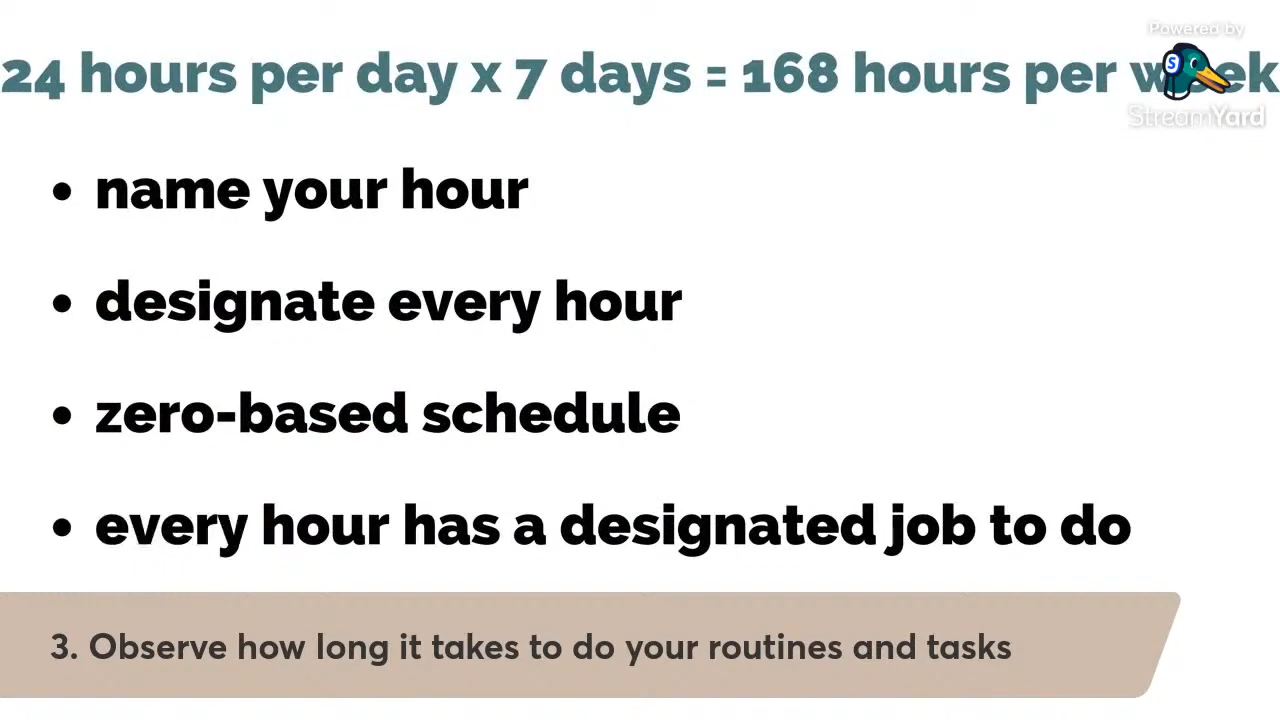 Powered by
24 hours per day x 7 days = 168 hours per week
StreamYard
• name your hour
• designate every hour
• zero-based schedule
• every hour has a designated job to do
3. Observe how long it takes to do your routines and tasks